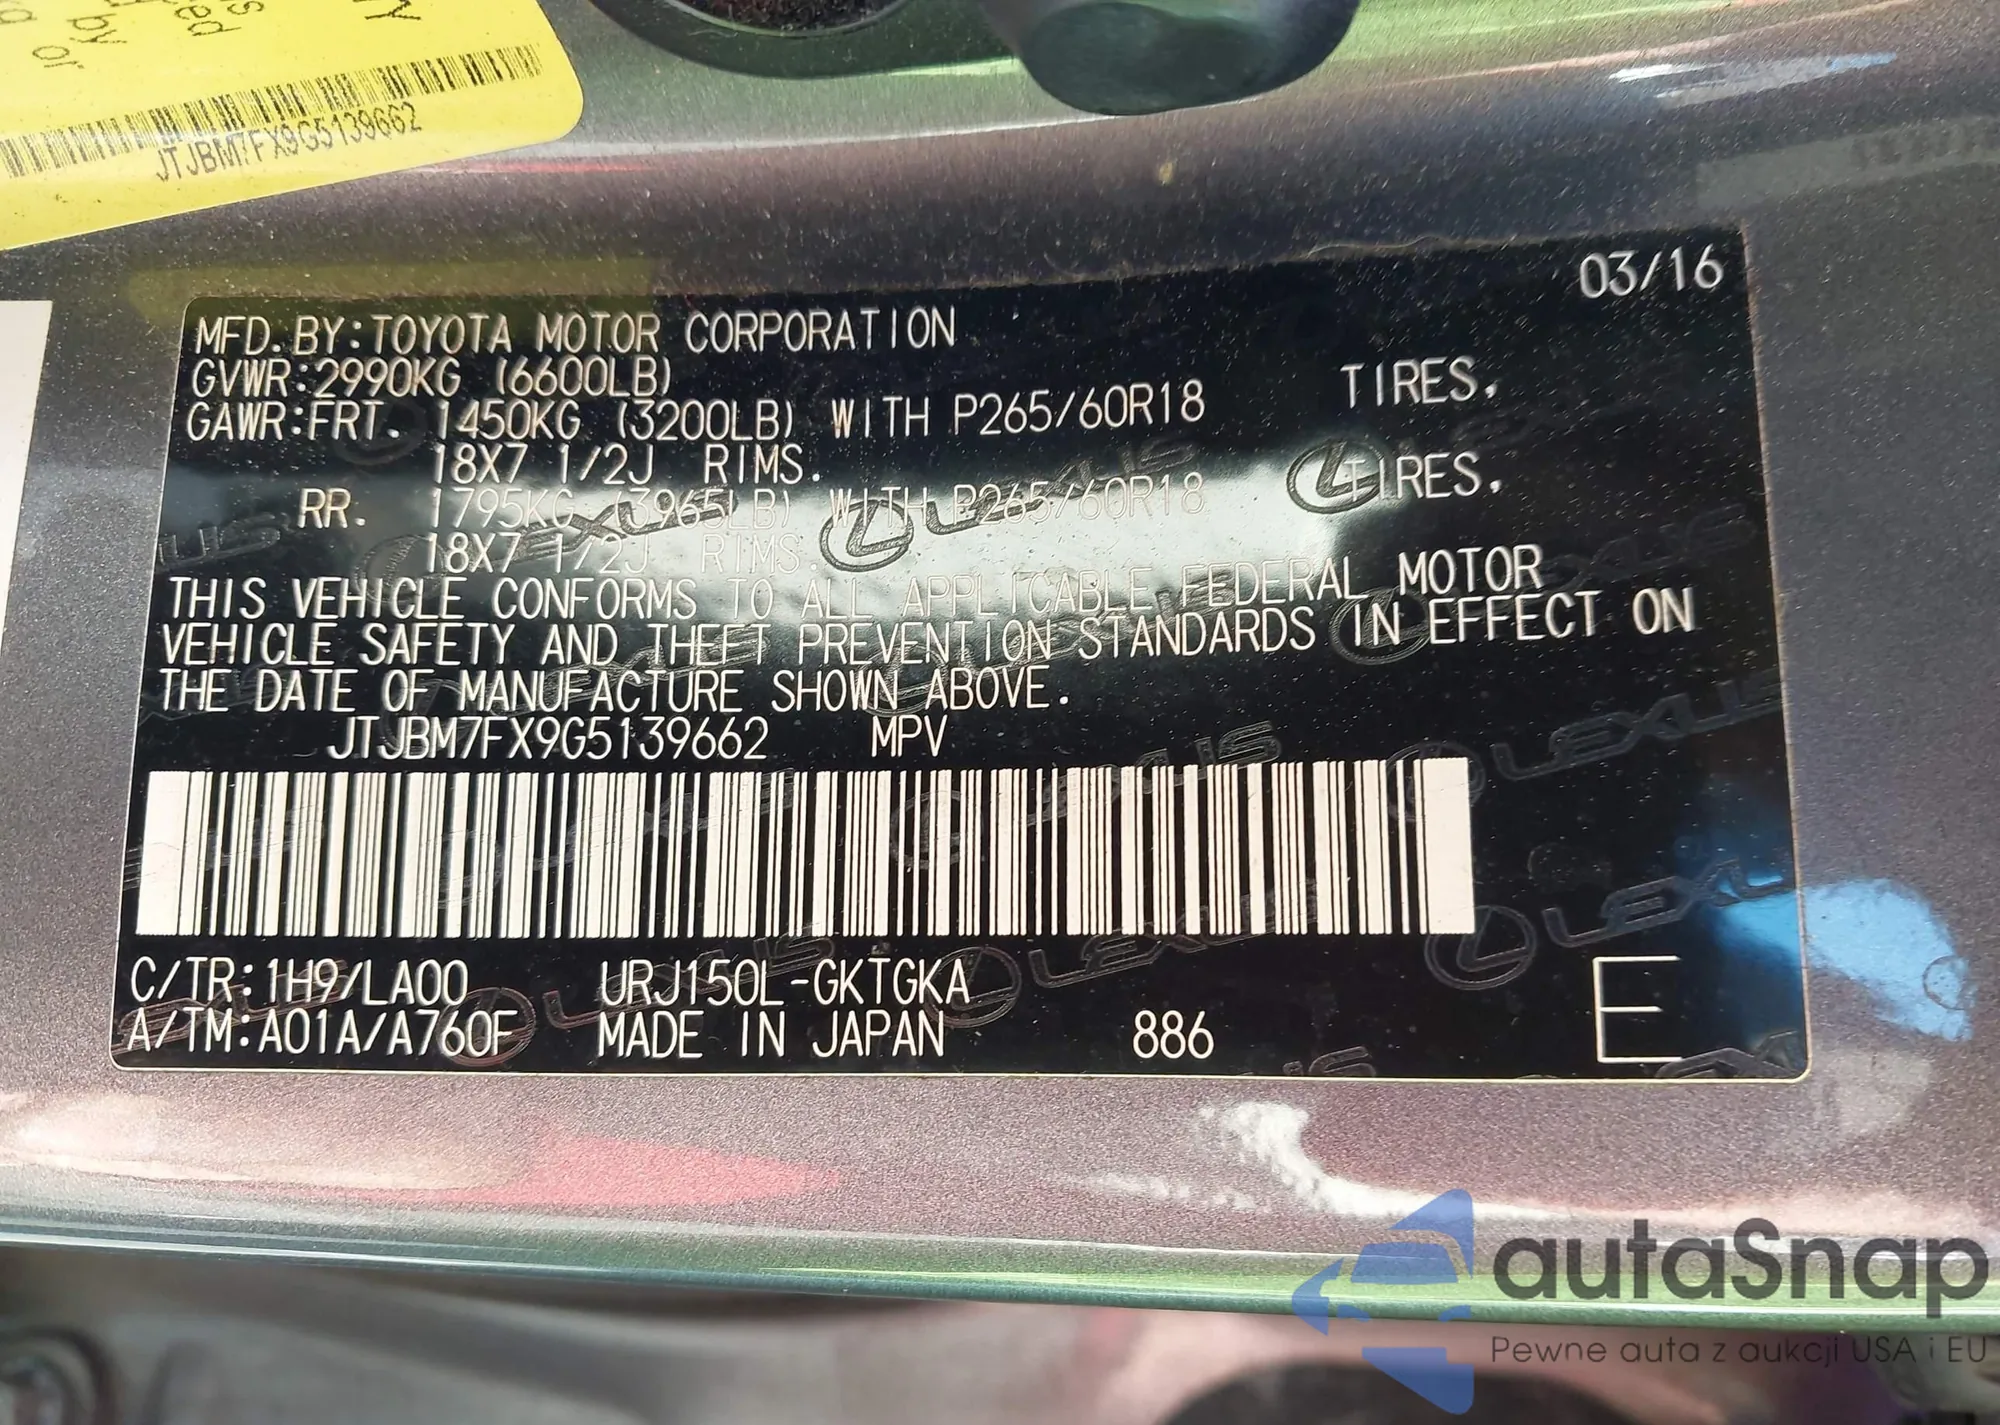 or
by
JTJBM7FX9G5139662
03/16
MFD. BY: TOYOTA MOTOR CORPORATION
GVWR: 2990KG (6600LB)
GAWR: FRT. 1450KG (3200LB) WITH P265/60R18 TIRES,
18X7 1/2J RIMS.
RR. 1795KG (3965LB) WITH P265/60R18 TIRES,
18X7 1/2J RIMS.
THIS VEHICLE CONFORMS TO ALL APPLICABLE FEDERAL MOTOR
VEHICLE SAFETY AND THEFT PREVENTION STANDARDS IN EFFECT ON
THE DATE OF MANUFACTURE SHOWN ABOVE.
JTJBM7FX9G5139662 MPV
C/TR: 1H9/LA00 URJ150L-GKTGKA
A/TM: A01A/A760F MADE IN JAPAN 886 E
LEXUS
autaSnap
Pewne auta z aukcji USA i EU